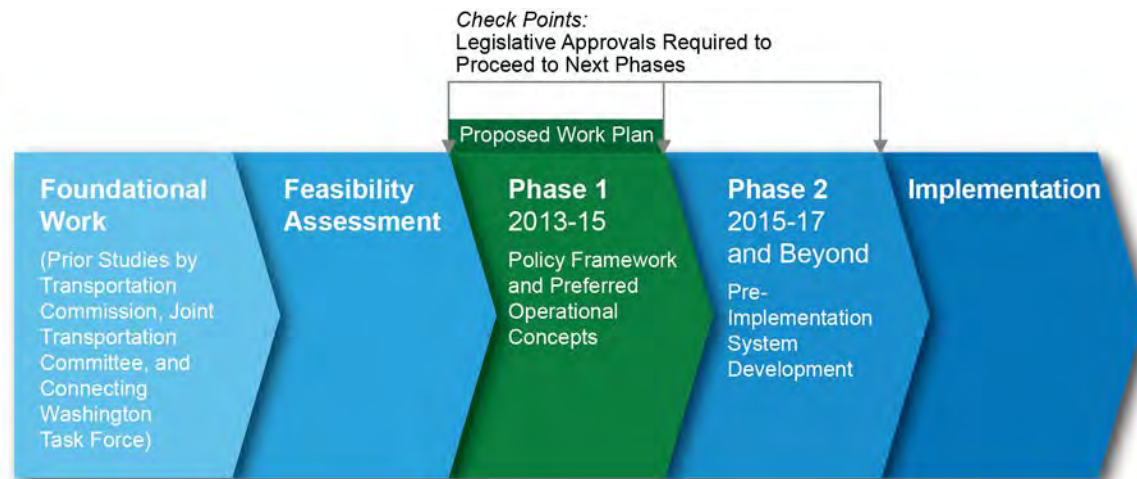 Check Points:
Legislative Approvals Required to
Proceed to Next Phases
Proposed Work Plan
Foundational
Work
(Prior Studies by
Transportation
Commission, Joint
Transportation
Committee, and
Connecting
Washington
Task Force)
Feasibility
Assessment
Phase 1
2013-15
Policy Framework
and Preferred
Operational
Concepts
Phase 2
2015-17
and Beyond
Pre-
Implementation
System
Development
Implementation